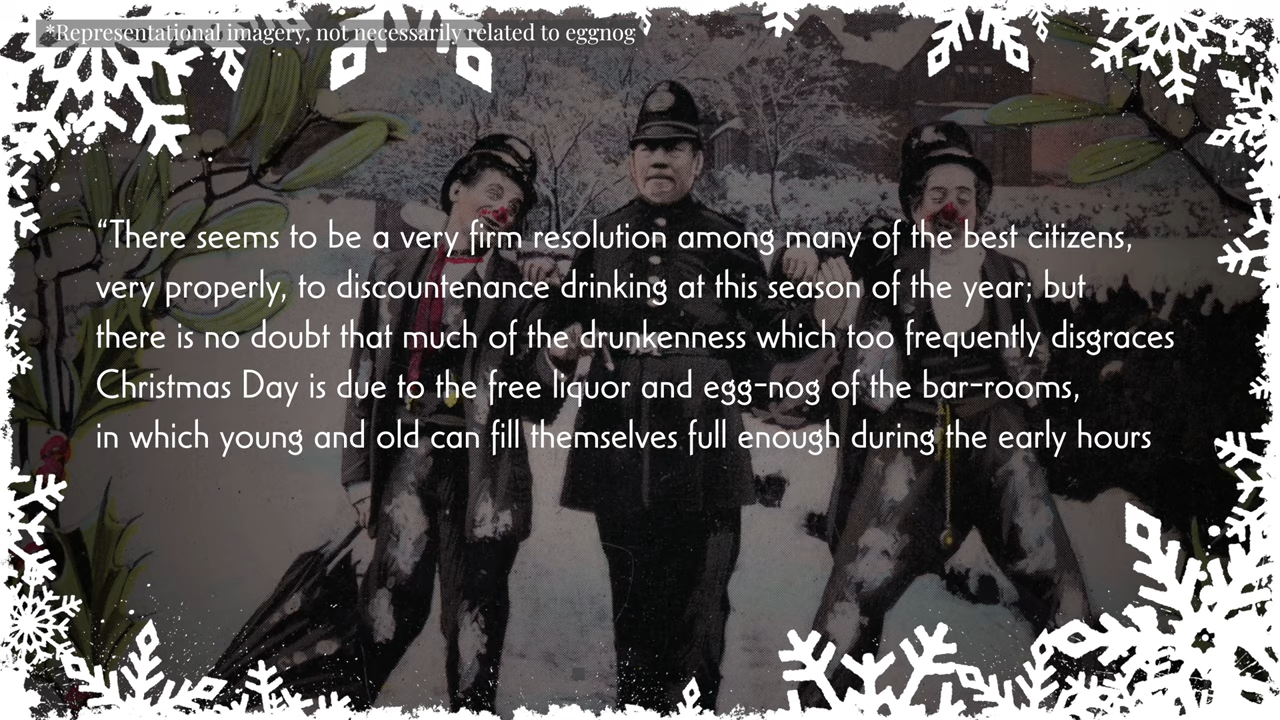 *Representational imagery, not necessarily related to eggnog
“There seems to be a very firm resolution among many of the best citizens,
very properly, to discountenance drinking at this season of the year; but
there is no doubt that much of the drunkenness which too frequently disgraces
Christmas Day is due to the free liquor and egg-nog of the bar-rooms,
in which young and old can fill themselves full enough during the early hours